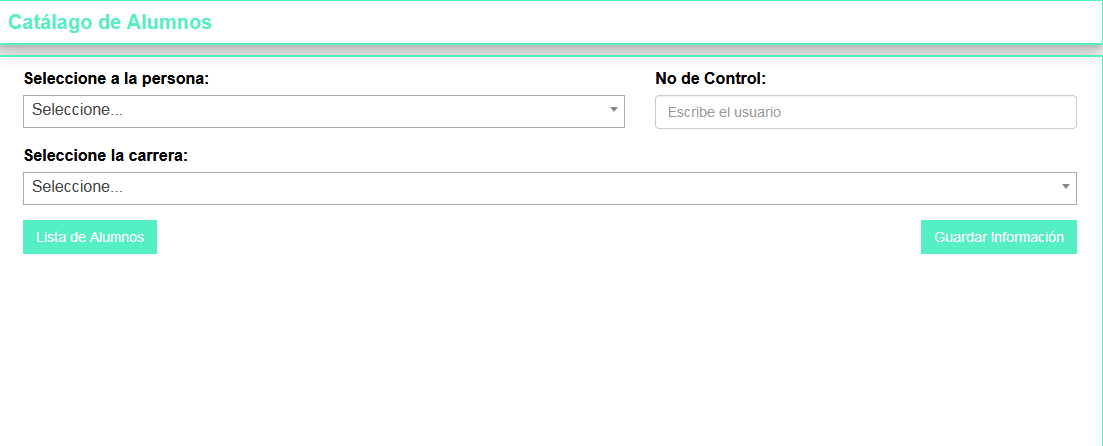 Catálago de Alumnos
Seleccione a la persona:
No de Control:
Seleccione...
Escribe el usuario
Seleccione la carrera:
Seleccione...
Lista de Alumnos
Guardar Información